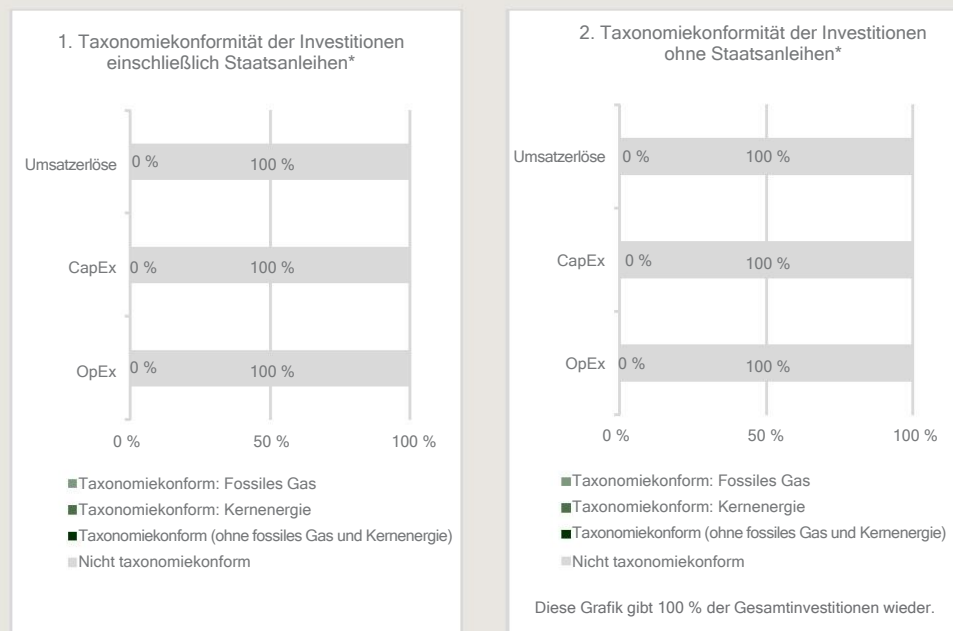 1. Taxonomiekonformität der Investitionen
einschließlich Staatsanleihen*
Umsatzerlöse 0 % 100 %
CapEx 0 % 100 %
OpEx 0 % 100 %
0 % 50 % 100 %
Taxonomiekonform: Fossiles Gas
Taxonomiekonform: Kernenergie
Taxonomiekonform (ohne fossiles Gas und Kernenergie)
Nicht taxonomiekonform
2. Taxonomiekonformität der Investitionen
ohne Staatsanleihen*
Umsatzerlöse 0 % 100 %
CapEx 0 % 100 %
OpEx 0 % 100 %
0 % 50 % 100 %
Taxonomiekonform: Fossiles Gas
Taxonomiekonform: Kernenergie
Taxonomiekonform (ohne fossiles Gas und Kernenergie)
Nicht taxonomiekonform
Diese Grafik gibt 100 % der Gesamtinvestitionen wieder.